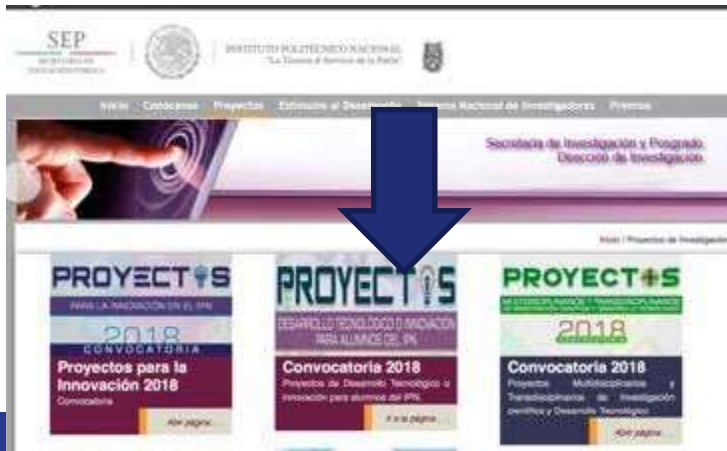 SEP
SECRETARÍA DE
EDUCACIÓN PÚBLICA
INSTITUTO POLITÉCNICO NACIONAL
"La Técnica al Servicio de la Patria"
Inicio Conócenos Proyectos Estímulos al Desempeño Nacional de Investigadores Premios
Secretaría de Investigación y Posgrado
Dirección de Investigación
Inicio / Proyectos de Investigación
PROYECTOS
PARA LA INNOVACIÓN EN EL IPN
2018
CONVOCATORIA
Proyectos para la
Innovación 2018
Convocatoria
Abrir página
PROYECTOS
DESARROLLO TECNOLÓGICO O INNOVACIÓN
PARA ALUMNOS DEL IPN
Convocatoria 2018
Proyectos de Desarrollo Tecnológico o
Innovación para alumnos del IPN.
Ir a la página
PROYECTOS
MULTIDISCIPLINARIOS Y TRANSDISCIPLINARIOS
2018
Convocatoria 2018
Proyectos Multidisciplinarios y
Transdisciplinarios de Investigación
científica y Desarrollo Tecnológico
Abrir página